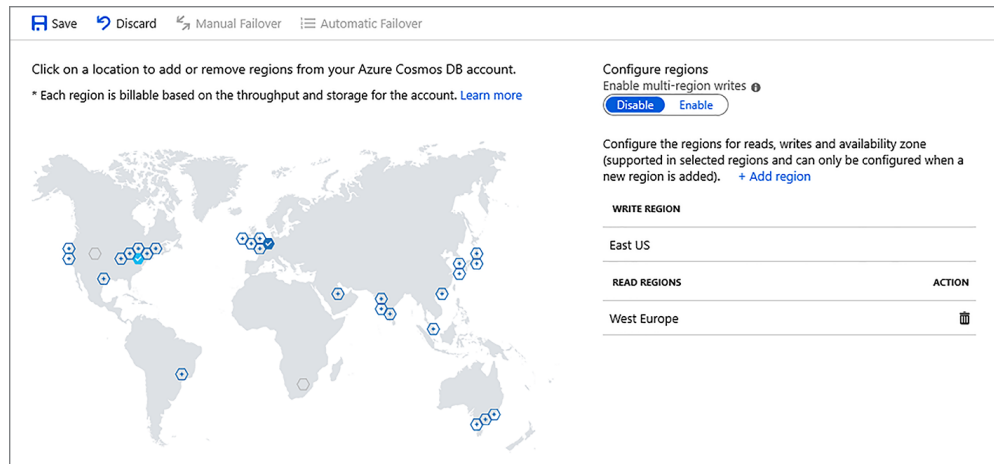 Save Discard Manual Failover Automatic Failover
Click on a location to add or remove regions from your Azure Cosmos DB account.
* Each region is billable based on the throughput and storage for the account. Learn more
Configure regions
Enable multi-region writes
Disable Enable
Configure the regions for reads, writes and availability zone
(supported in selected regions and can only be configured when a
new region is added). + Add region
WRITE REGION
East US
READ REGIONS ACTION
West Europe